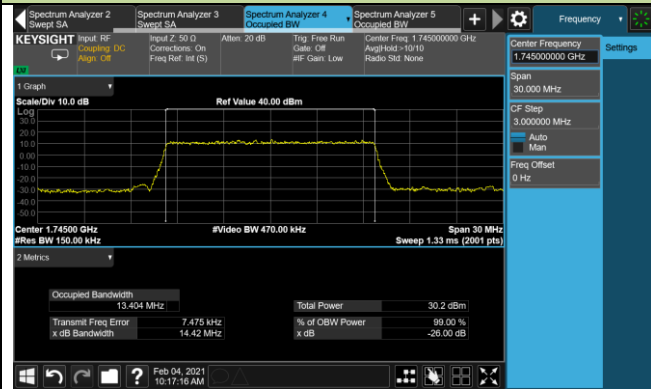 Spectrum Analyzer 2
Swept SA
Spectrum Analyzer 3
Swept SA
Spectrum Analyzer 4
Occupied BW
Spectrum Analyzer 5
Occupied BW
Frequency
KEYSIGHT
Input: RF
Coupling: DC
Align: Off
Input Z: 50 Ω
Corrections: On
Freq Ref: Int (S)
Atten: 20 dB
Trig: Free Run
Gate: Off
#IF Gain: Low
Center Freq: 1.745000000 GHz
Avg|Hold:>10/10
Radio Std: None
LXI
1 Graph
Scale/Div 10.0 dB
Ref Value 40.00 dBm
Log
30.0
20.0
10.0
0.00
-10.0
-20.0
-30.0
-40.0
-50.0
Center 1.74500 GHz
#Video BW 470.00 kHz
Span 30 MHz
#Res BW 150.00 kHz
Sweep 1.33 ms (2001 pts)
2 Metrics
Occupied Bandwidth
13.404 MHz
Total Power
30.2 dBm
Transmit Freq Error
7.475 kHz
% of OBW Power
99.00 %
x dB Bandwidth
14.42 MHz
x dB
-26.00 dB
Center Frequency
1.745000000 GHz
Settings
Span
30.000 MHz
CF Step
3.000000 MHz
Auto
Man
Freq Offset
0 Hz
?
Feb 04, 2021
10:17:16 AM